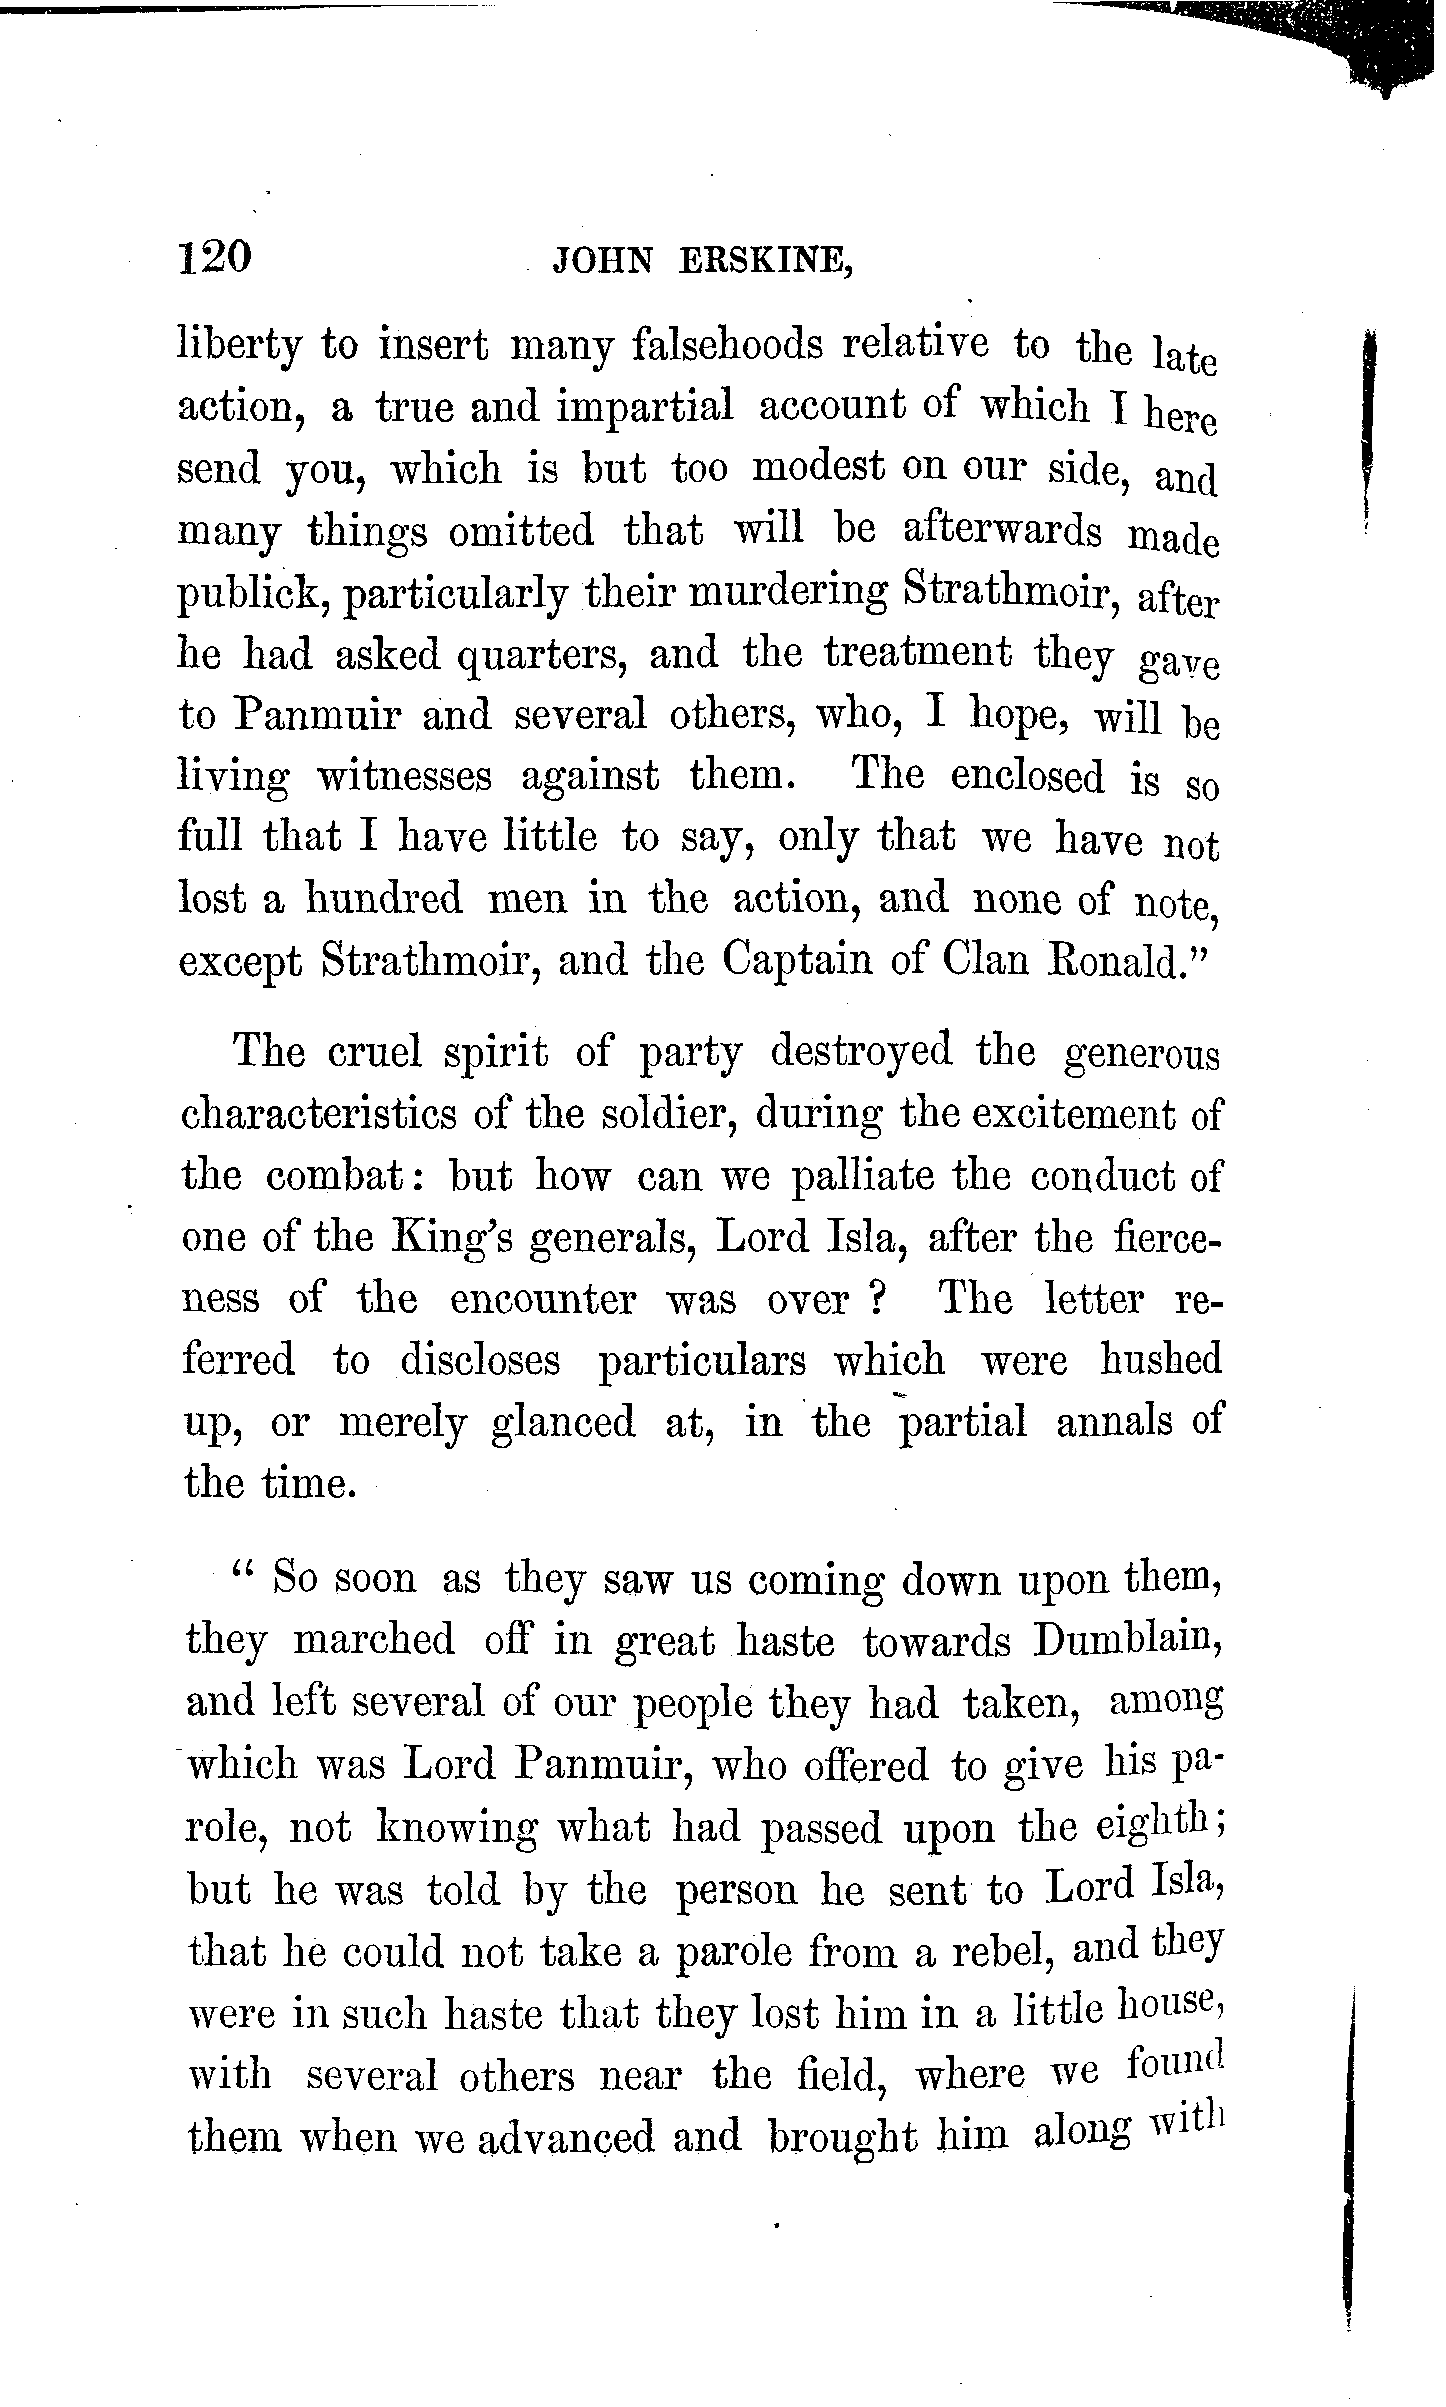 120 JOHN ERSKINE,
liberty to insert many falsehoods relative to the late
action, a true and impartial account of which I here
send you, which is but too modest on our side, and
many things omitted that will be afterwards made
publick, particularly their murdering Strathmoir, after
he had asked quarters, and the treatment they gave
to Panmuir and several others, who, I hope, will be
living witnesses against them. The enclosed is so
full that I have little to say, only that we have not
lost a hundred men in the action, and none of note,
except Strathmoir, and the Captain of Clan Ronald.”
The cruel spirit of party destroyed the generous
characteristics of the soldier, during the excitement of
the combat: but how can we palliate the conduct of
one of the King’s generals, Lord Isla, after the fierce-
ness of the encounter was over ? The letter re-
ferred to discloses particulars which were hushed
up, or merely glanced at, in the partial annals of
the time.
“ So soon as they saw us coming down upon them,
they marched off in great haste towards Dumblain,
and left several of our people they had taken, among
which was Lord Panmuir, who offered to give his pa-
role, not knowing what had passed upon the eighth;
but he was told by the person he sent to Lord Isla,
that he could not take a parole from a rebel, and they
were in such haste that they lost him in a little house,
with several others near the field, where we found
them when we advanced and brought him along with